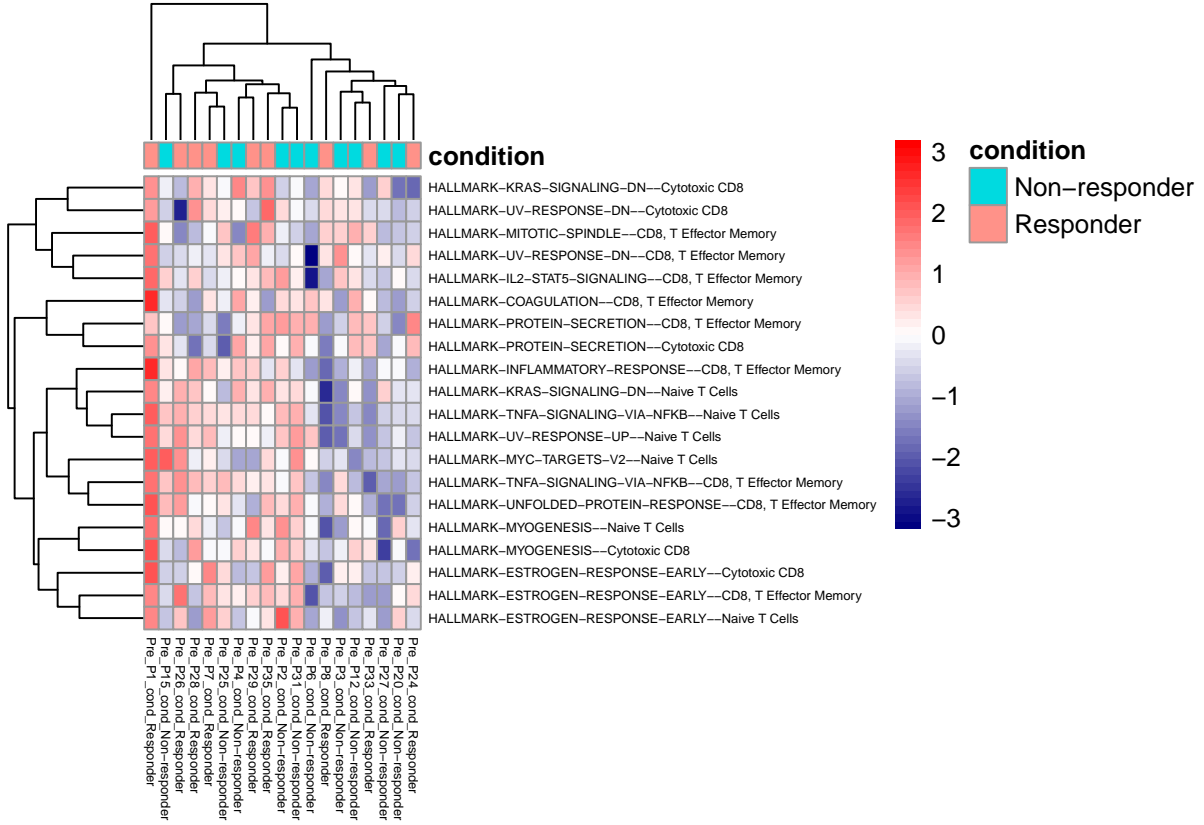 condition
HALLMARK−KRAS−SIGNALING−DN−−Cytotoxic CD8
HALLMARK−UV−RESPONSE−DN−−Cytotoxic CD8
HALLMARK−MITOTIC−SPINDLE−−CD8, T Effector Memory
HALLMARK−UV−RESPONSE−DN−−CD8, T Effector Memory
HALLMARK−IL2−STAT5−SIGNALING−−CD8, T Effector Memory
HALLMARK−COAGULATION−−CD8, T Effector Memory
HALLMARK−PROTEIN−SECRETION−−CD8, T Effector Memory
HALLMARK−PROTEIN−SECRETION−−Cytotoxic CD8
HALLMARK−INFLAMMATORY−RESPONSE−−CD8, T Effector Memory
HALLMARK−KRAS−SIGNALING−DN−−Naive T Cells
HALLMARK−TNFA−SIGNALING−VIA−NFKB−−Naive T Cells
HALLMARK−UV−RESPONSE−UP−−Naive T Cells
HALLMARK−MYC−TARGETS−V2−−Naive T Cells
HALLMARK−TNFA−SIGNALING−VIA−NFKB−−CD8, T Effector Memory
HALLMARK−UNFOLDED−PROTEIN−RESPONSE−−CD8, T Effector Memory
HALLMARK−MYOGENESIS−−Naive T Cells
HALLMARK−MYOGENESIS−−Cytotoxic CD8
HALLMARK−ESTROGEN−RESPONSE−EARLY−−Cytotoxic CD8
HALLMARK−ESTROGEN−RESPONSE−EARLY−−CD8, T Effector Memory
HALLMARK−ESTROGEN−RESPONSE−EARLY−−Naive T Cells
Pre_P1_cond_Responder
Pre_P15_cond_Non−responder
Pre_P26_cond_Responder
Pre_P28_cond_Responder
Pre_P7_cond_Responder
Pre_P25_cond_Non−responder
Pre_P4_cond_Non−responder
Pre_P29_cond_Responder
Pre_P35_cond_Responder
Pre_P2_cond_Non−responder
Pre_P31_cond_Non−responder
Pre_P6_cond_Non−responder
Pre_P8_cond_Responder
Pre_P3_cond_Non−responder
Pre_P12_cond_Non−responder
Pre_P33_cond_Responder
Pre_P27_cond_Non−responder
Pre_P20_cond_Non−responder
Pre_P24_cond_Responder
3
2
1
0
−1
−2
−3
condition
Non−responder
Responder